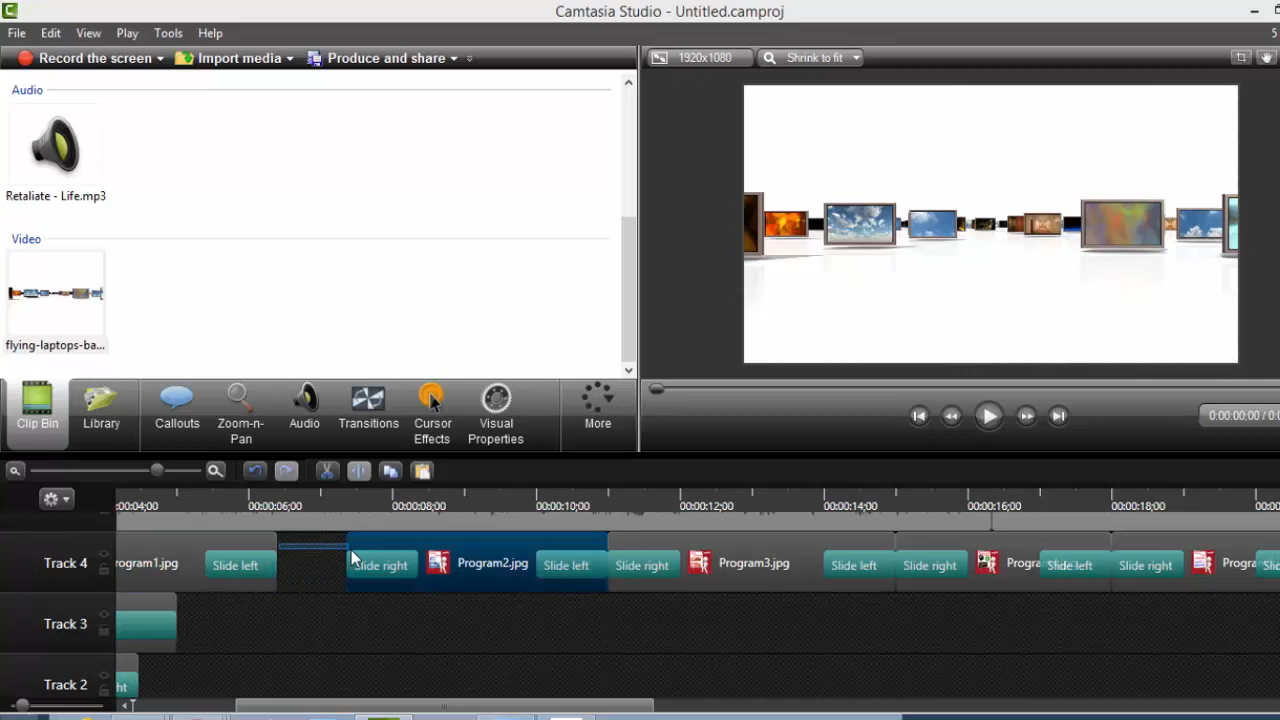 Camtasia Studio - Untitled.camproj
File Edit View Play Tools Help
5
Record the screen Import media Produce and share
1920x1080 Shrink to fit
Audio
Retaliate - Life.mp3
Video
flying-laptops-ba...
Clip Bin Library Callouts Zoom-n-Pan Audio Transitions Cursor Effects Visual Properties More
0:00:00;00 / 0:0
:00:04;00 00:00:06;00 00:00:08;00 00:00:10;00 00:00:12;00 00:00:14;00 00:00:16;00 00:00:18;00 00:00
Track 4 rogram1.jpg Slide left Slide right Program2.jpg Slide left Slide right Program3.jpg Slide left Slide right Progra Slide left Slide right Progra Slide
Track 3
Track 2 ht